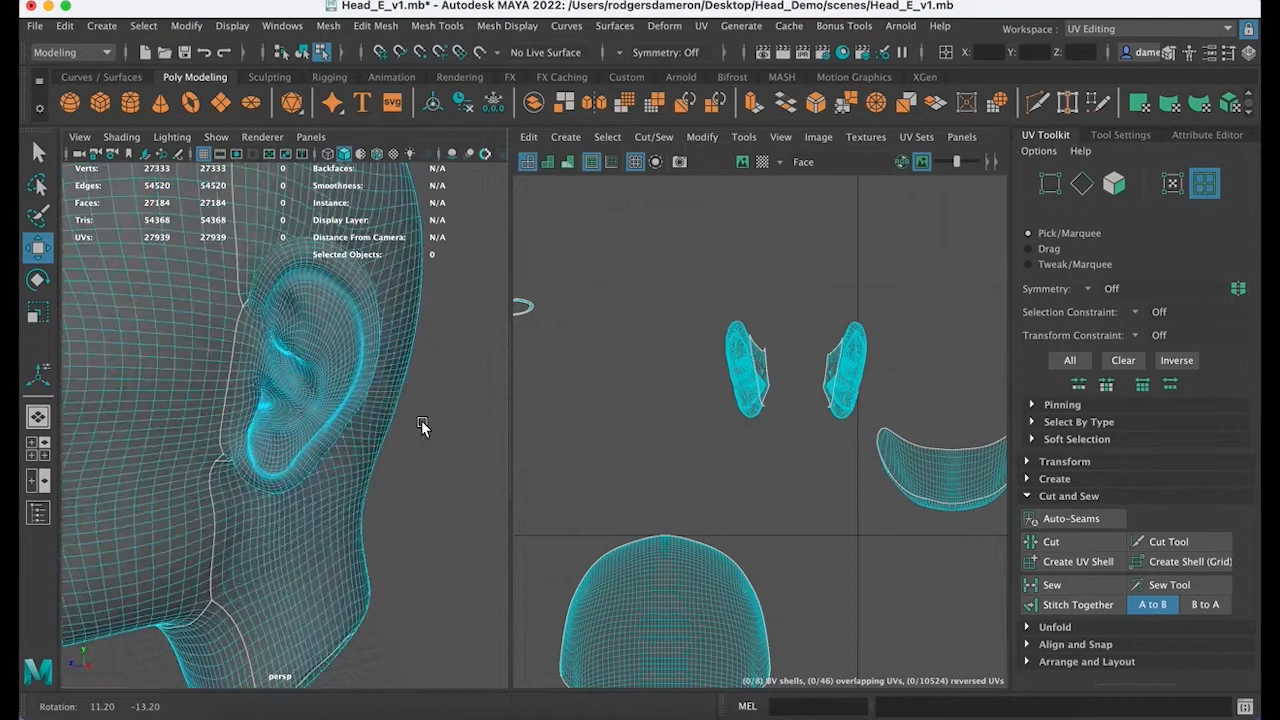 Head_E_v1.mb* - Autodesk MAYA 2022: /Users/rodgersdameron/Desktop/Head_Demo/scenes/Head_E_v1.mb
File Edit Create Select Modify Display Windows Mesh Edit Mesh Mesh Tools Mesh Display Curves Surfaces Deform UV Generate Cache Bonus Tools Arnold Help Workspace : UV Editing
Modeling No Live Surface Symmetry: Off X: Y: Z: dame
Curves / Surfaces Poly Modeling Sculpting Rigging Animation Rendering FX FX Caching Custom Arnold Bifrost MASH Motion Graphics XGen
T svg 0,0,0
View Shading Lighting Show Renderer Panels
Edit Create Select Cut/Sew Modify Tools View Image Textures UV Sets Panels
Face
Verts: 27333 27333 0 Backfaces: N/A
Edges: 54520 54520 0 Smoothness: N/A
Faces: 27184 27184 0 Instance: N/A
Tris: 54368 54368 0 Display Layer: N/A
UVs: 27939 27939 0 Distance From Camera: N/A
Selected Objects: 0
y
z x
persp
(0/8) UV shells, (0/46) overlapping UVs, (0/10524) reversed UVs
UV Toolkit Tool Settings Attribute Editor
Options Help
Pick/Marquee
Drag
Tweak/Marquee
Symmetry: Off
Selection Constraint: Off
Transform Constraint: Off
All Clear Inverse
Pinning
Select By Type
Soft Selection
Transform
Create
Cut and Sew
Auto-Seams
Cut Cut Tool
Create UV Shell Create Shell (Grid)
Sew Sew Tool
Stitch Together A to B B to A
Unfold
Align and Snap
Arrange and Layout
M
Rotation: 11.20 -13.20 MEL